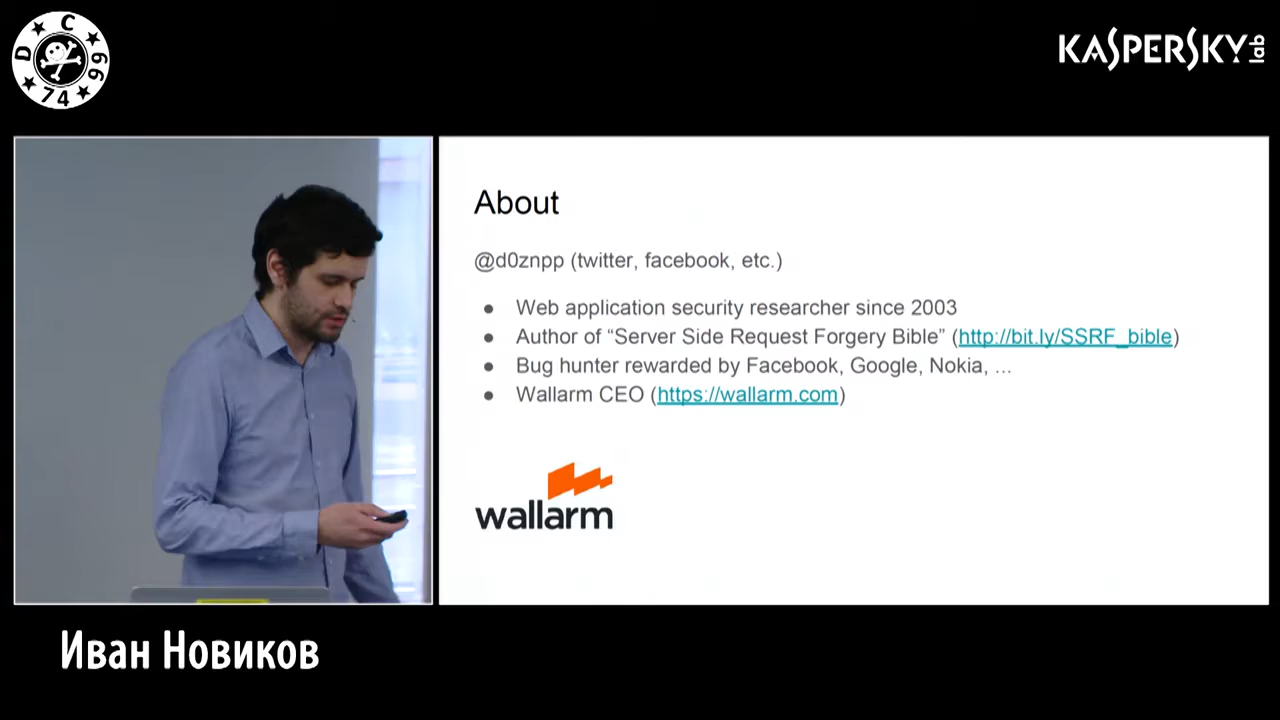 DC
7499
KASPERSKY lab
About
@d0znpp (twitter, facebook, etc.)
● Web application security researcher since 2003
● Author of “Server Side Request Forgery Bible” (http://bit.ly/SSRF_bible)
● Bug hunter rewarded by Facebook, Google, Nokia, ...
● Wallarm CEO (https://wallarm.com)
wallarm
Иван Новиков